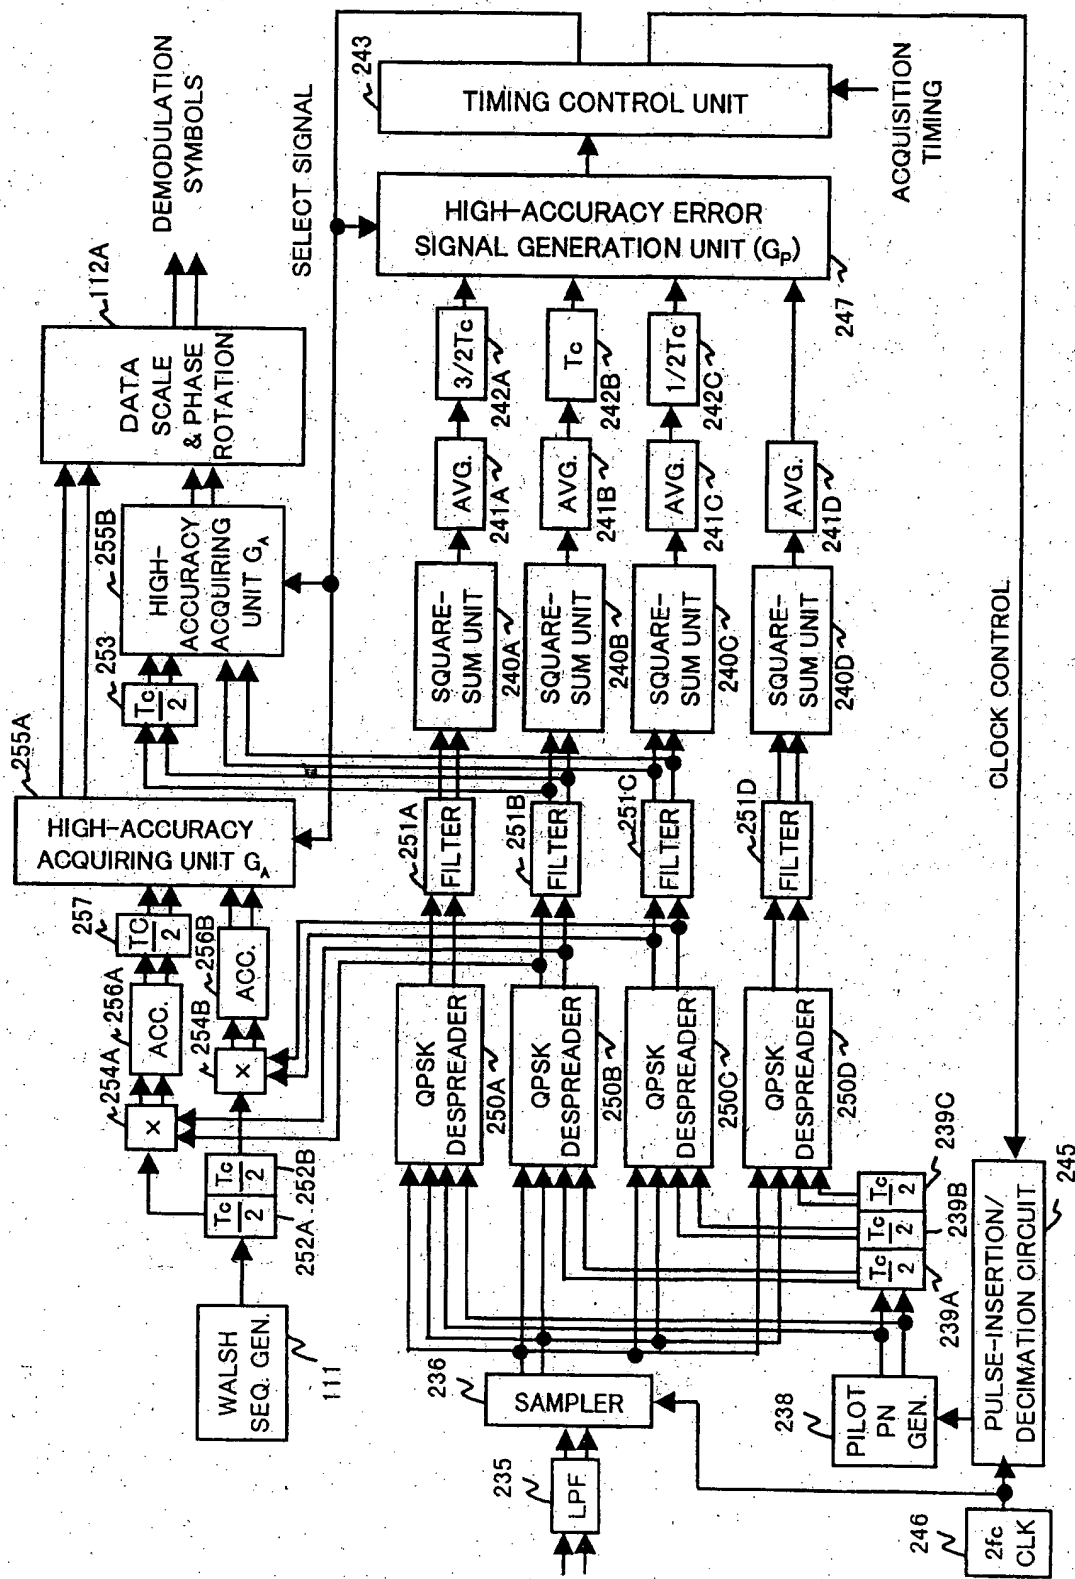 DEMODULATION
SYMBOLS
112A
DATA
SCALE
& PHASE
ROTATION
SELECT SIGNAL
243
TIMING CONTROL UNIT
ACQUISITION
TIMING
HIGH-ACCURACY ERROR
SIGNAL GENERATION UNIT (GP)
247
255B
HIGH-
ACCURACY
ACQUIRING
UNIT GA
253
Tc
2
255A
HIGH-ACCURACY
ACQUIRING UNIT GA
257
TC
2
256A
ACC.
256B
ACC.
254A
×
254B
×
Tc
2
Tc
2
252A
252B
WALSH
SEQ. GEN.
111
3/2Tc
242A
Tc
242B
1/2Tc
242C
AVG.
241A
AVG.
241B
AVG.
241C
AVG.
241D
SQUARE-
SUM UNIT
240A
SQUARE-
SUM UNIT
240B
SQUARE-
SUM UNIT
240C
SQUARE-
SUM UNIT
240D
251A
FILTER
251B
FILTER
251C
FILTER
251D
FILTER
QPSK
DESPREADER
250A
QPSK
DESPREADER
250B
QPSK
DESPREADER
250C
QPSK
DESPREADER
250D
Tc
2
Tc
2
Tc
2
239A
239B
239C
236
SAMPLER
235
LPF
238
PILOT
PN
GEN.
CLOCK CONTROL
PULSE-INSERTION/
DECIMATION CIRCUIT
245
246
2fc
CLK